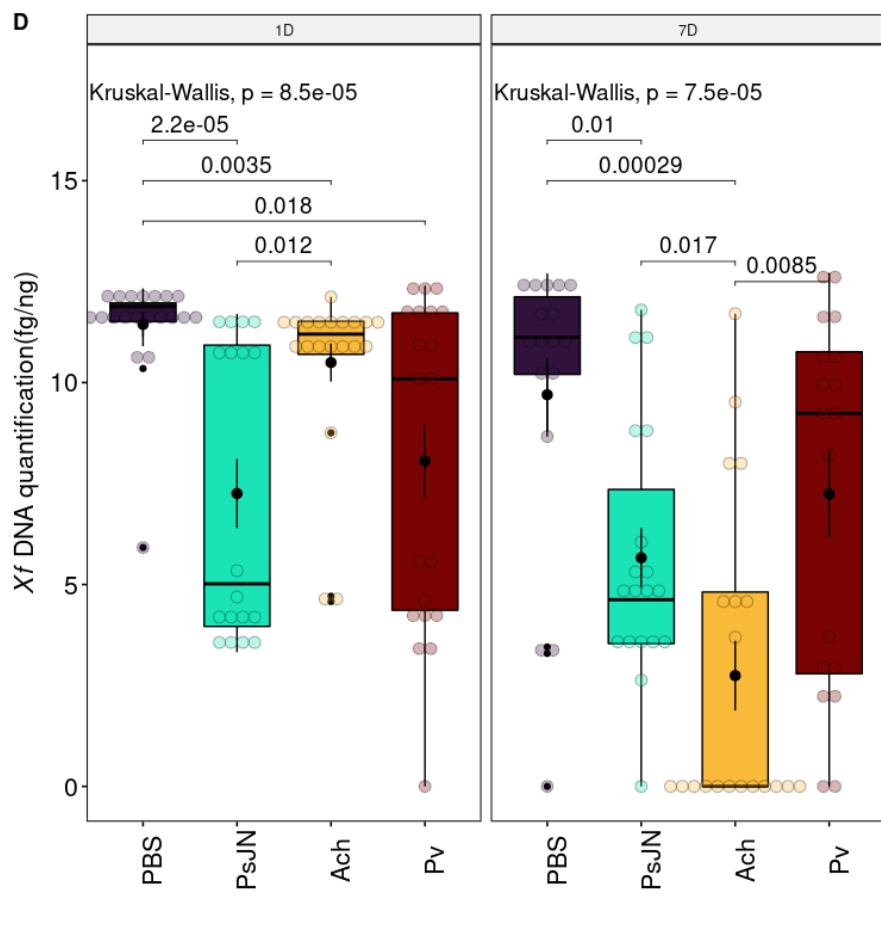 D
1D
7D
Kruskal-Wallis, p = 8.5e-05
Kruskal-Wallis, p = 7.5e-05
2.2e-05
0.0035
0.018
0.012
0.01
0.00029
0.017
0.0085
Xf DNA quantification(fg/ng)
15
10
5
0
PBS
PsJN
Ach
Pv
PBS
PsJN
Ach
Pv